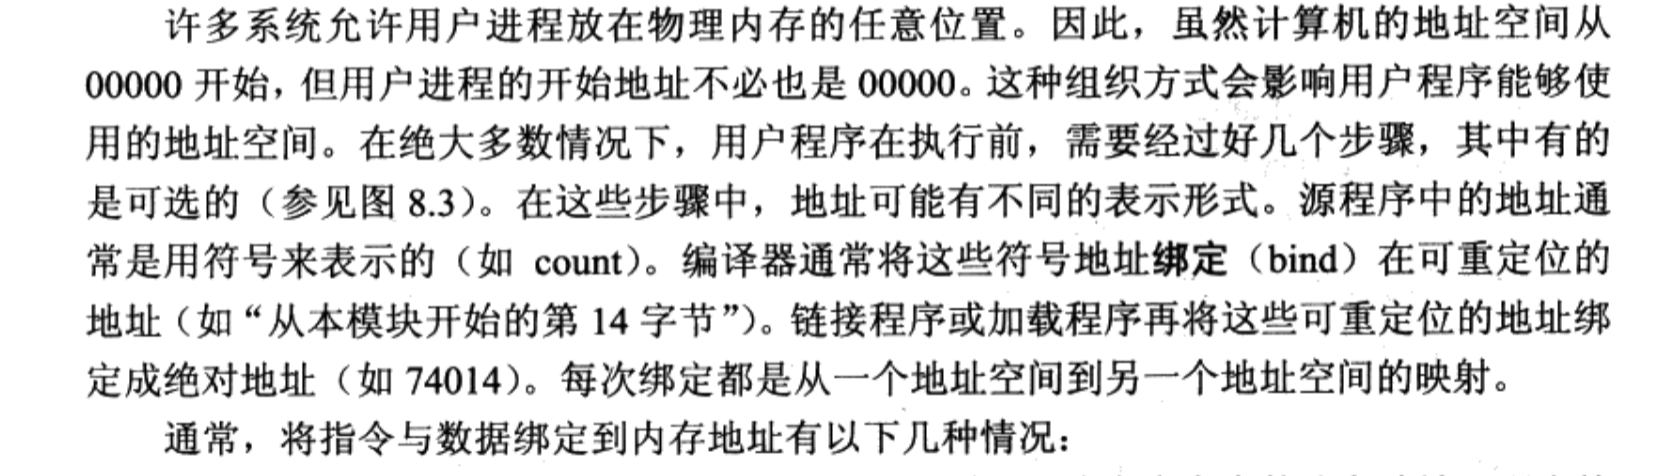 许多系统允许用户进程放在物理内存的任意位置。因此，虽然计算机的地址空间从
00000 开始，但用户进程的开始地址不必也是 00000。这种组织方式会影响用户程序能够使
用的地址空间。在绝大多数情况下，用户程序在执行前，需要经过好几个步骤，其中有的
是可选的（参见图 8.3）。在这些步骤中，地址可能有不同的表示形式。源程序中的地址通
常是用符号来表示的（如 count）。编译器通常将这些符号地址绑定（bind）在可重定位的
地址（如“从本模块开始的第 14 字节”）。链接程序或加载程序再将这些可重定位的地址绑
定成绝对地址（如 74014）。每次绑定都是从一个地址空间到另一个地址空间的映射。
通常，将指令与数据绑定到内存地址有以下几种情况：